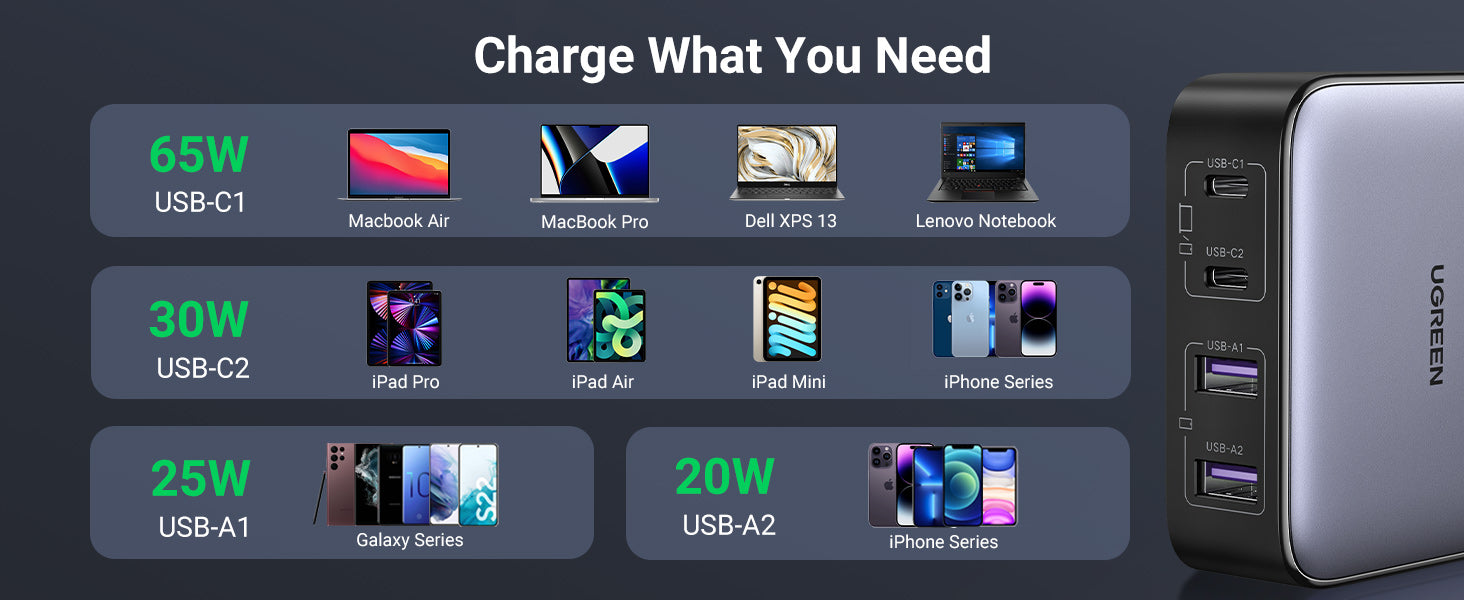 Charge What You Need
65W
USB-C1
Macbook Air
MacBook Pro
Dell XPS 13
Lenovo Notebook
30W
USB-C2
iPad Pro
iPad Air
iPad Mini
iPhone Series
25W
USB-A1
Galaxy Series
20W
USB-A2
iPhone Series
USB-C1
USB-C2
USB-A1
USB-A2
UGREEN
10
S22